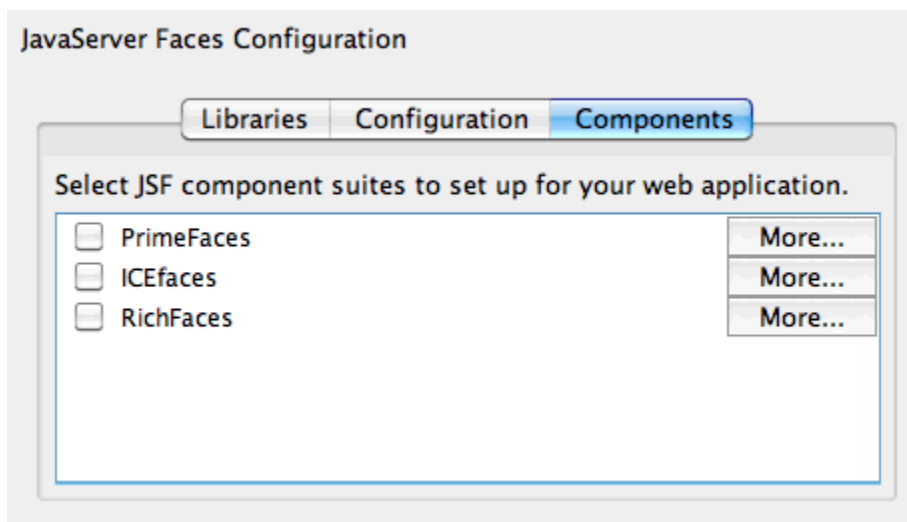 JavaServer Faces Configuration
Libraries Configuration Components
Select JSF component suites to set up for your web application.
PrimeFaces More...
ICEfaces More...
RichFaces More...